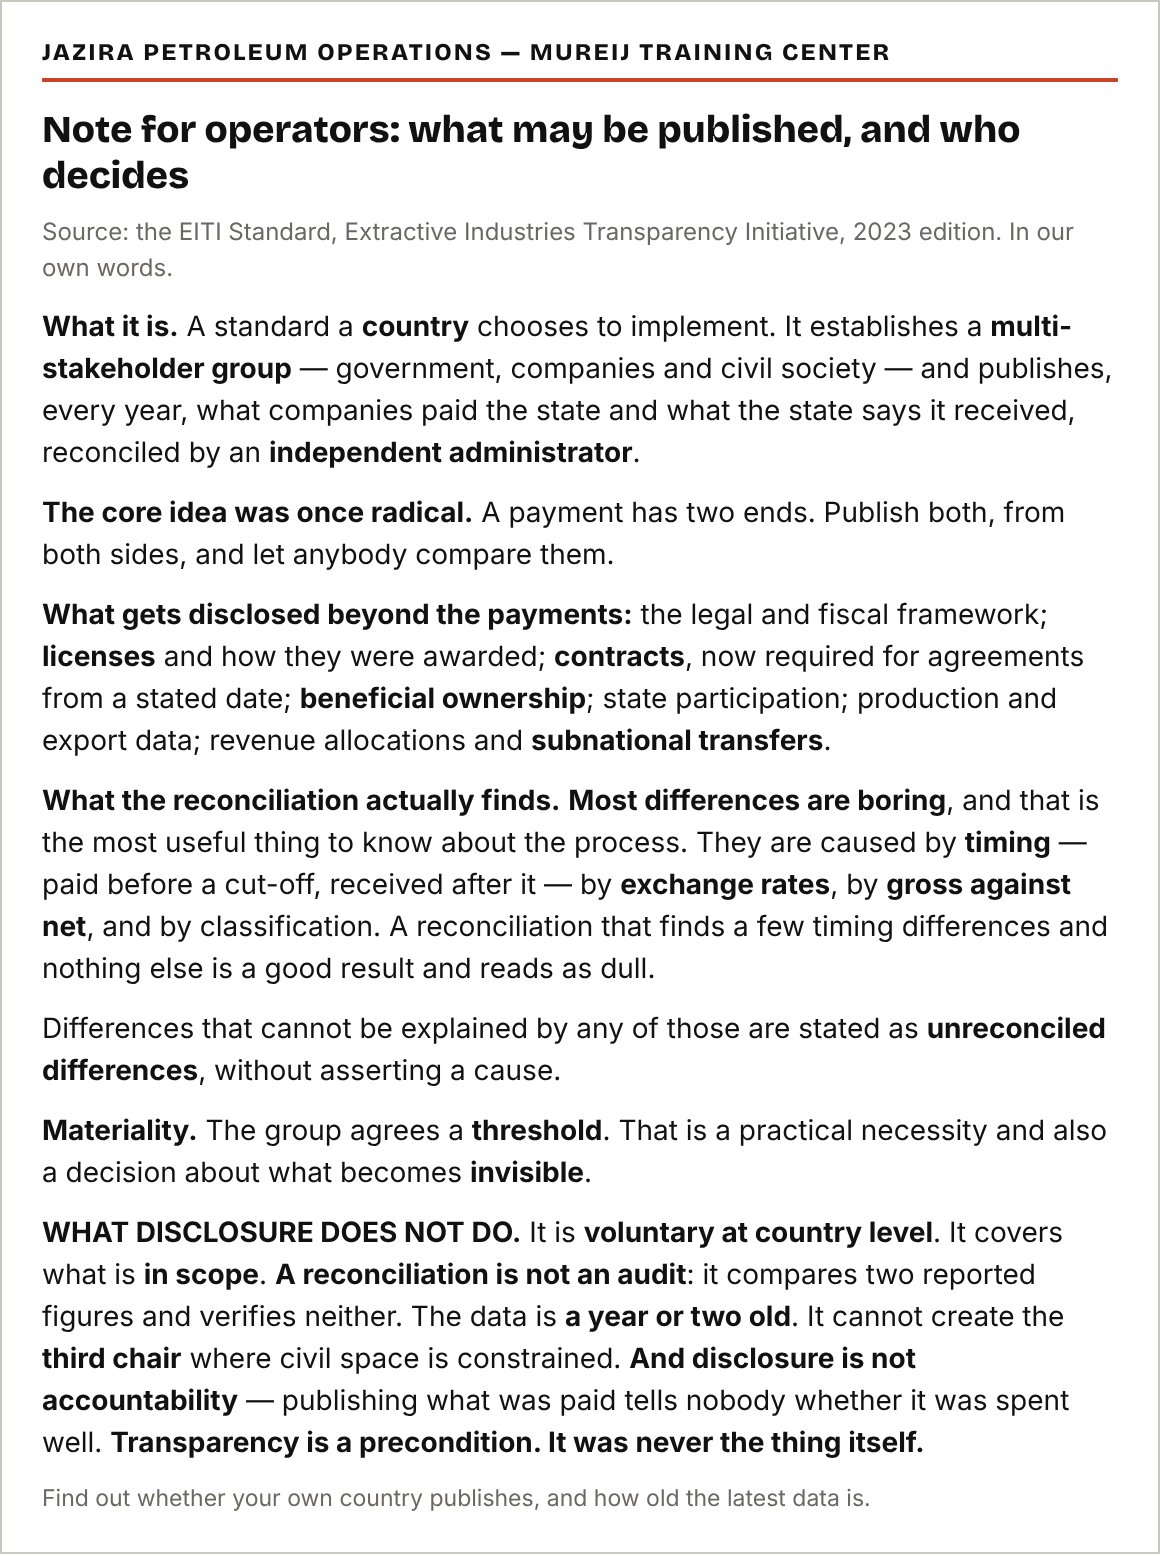 JAZIRA PETROLEUM OPERATIONS — MUREIJ TRAINING CENTER
Note for operators: what may be published, and who
decides
Source: the EITI Standard, Extractive Industries Transparency Initiative, 2023 edition. In our
own words.
What it is. A standard a country chooses to implement. It establishes a multi-
stakeholder group — government, companies and civil society — and publishes,
every year, what companies paid the state and what the state says it received,
reconciled by an independent administrator.
The core idea was once radical. A payment has two ends. Publish both, from
both sides, and let anybody compare them.
What gets disclosed beyond the payments: the legal and fiscal framework;
licenses and how they were awarded; contracts, now required for agreements
from a stated date; beneficial ownership; state participation; production and
export data; revenue allocations and subnational transfers.
What the reconciliation actually finds. Most differences are boring, and that is
the most useful thing to know about the process. They are caused by timing —
paid before a cut-off, received after it — by exchange rates, by gross against
net, and by classification. A reconciliation that finds a few timing differences and
nothing else is a good result and reads as dull.
Differences that cannot be explained by any of those are stated as unreconciled
differences, without asserting a cause.
Materiality. The group agrees a threshold. That is a practical necessity and also
a decision about what becomes invisible.
WHAT DISCLOSURE DOES NOT DO. It is voluntary at country level. It covers
what is in scope. A reconciliation is not an audit: it compares two reported
figures and verifies neither. The data is a year or two old. It cannot create the
third chair where civil space is constrained. And disclosure is not
accountability — publishing what was paid tells nobody whether it was spent
well. Transparency is a precondition. It was never the thing itself.
Find out whether your own country publishes, and how old the latest data is.